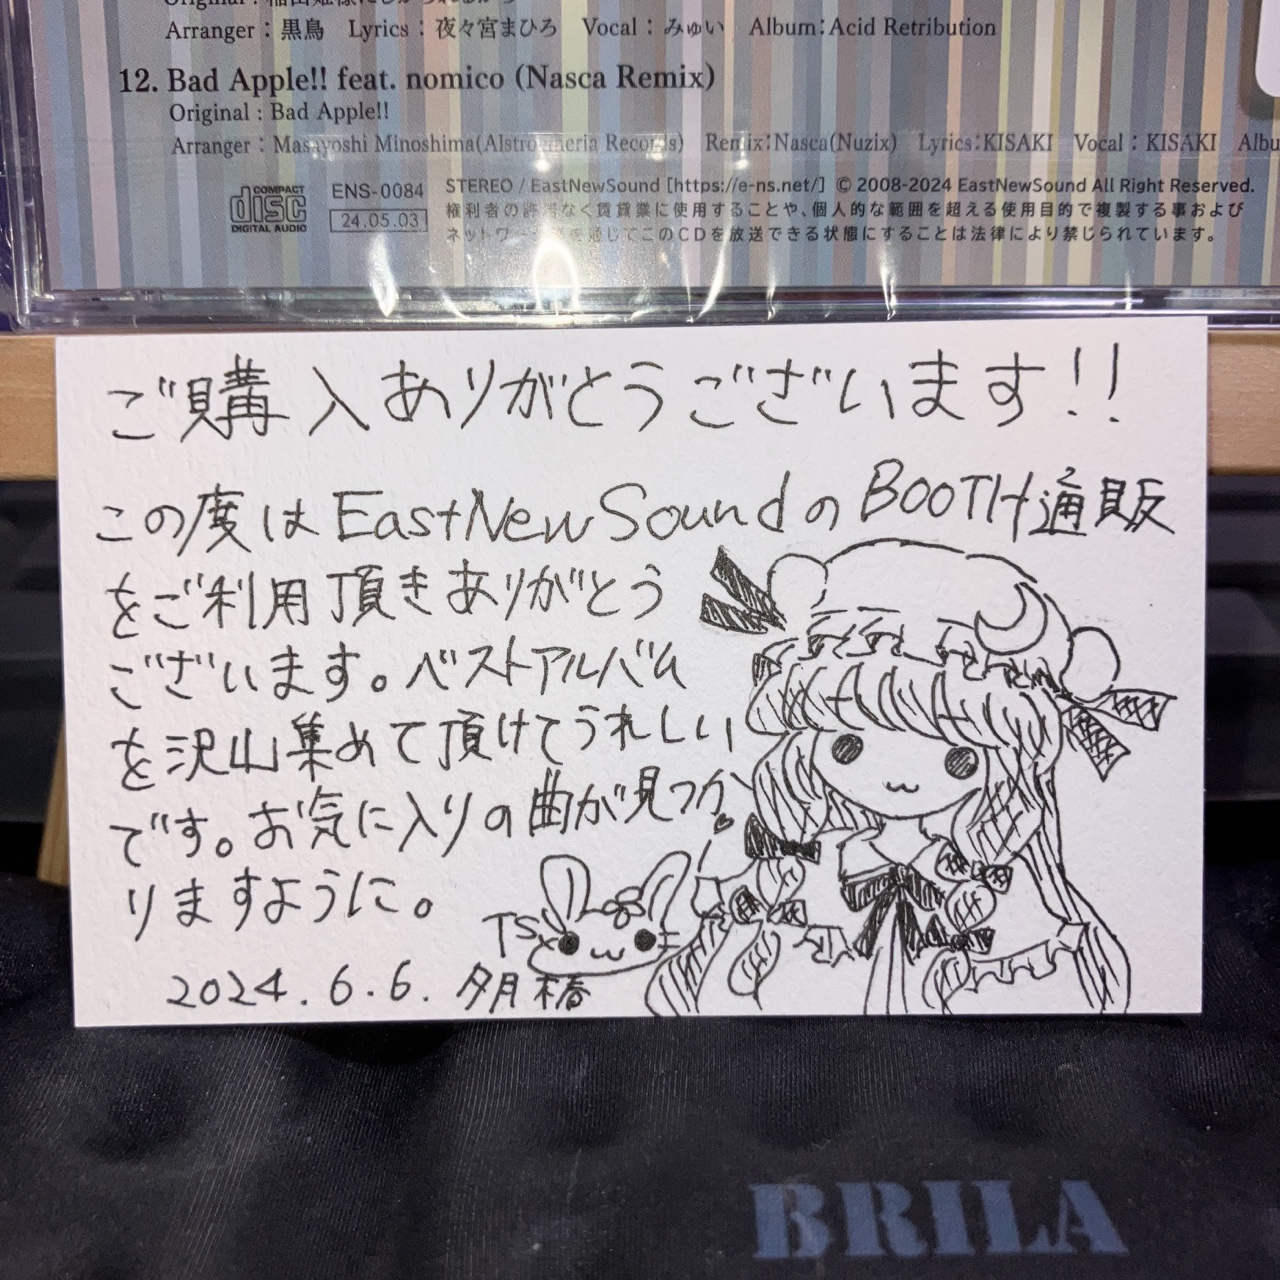 Arranger：黒鳥　Lyrics：夜々宮まひろ　Vocal：みゅい　Album：Acid Retribution
12. Bad Apple!! feat. nomico (Nasca Remix)
Original : Bad Apple!!
Arranger：Masayoshi Minoshima(Alstroemeria Records)　Remix：Nasca(Nuzix)　Lyrics：KISAKI　Vocal：KISAKI　Albu
COMPACT
disc
DIGITAL AUDIO
ENS-0084
24.05.03
STEREO / EastNewSound [https://e-ns.net/] © 2008-2024 EastNewSound All Right Reserved.
権利者の許諾なく賃貸業に使用することや、個人的な範囲を超える使用目的で複製する事および
ネットワーク等を通じてこのCDを放送できる状態にすることは法律により禁じられています。
ご購入ありがとうございます!!
この度はEastNewSoundのBOOTH通販
をご利用頂きありがとう
ございます。ベストアルバム
を沢山集めて頂けてうれしい
です。お気に入りの曲が見つか
りますように。
TS
2024.6.6. 夕月椿
BRILA